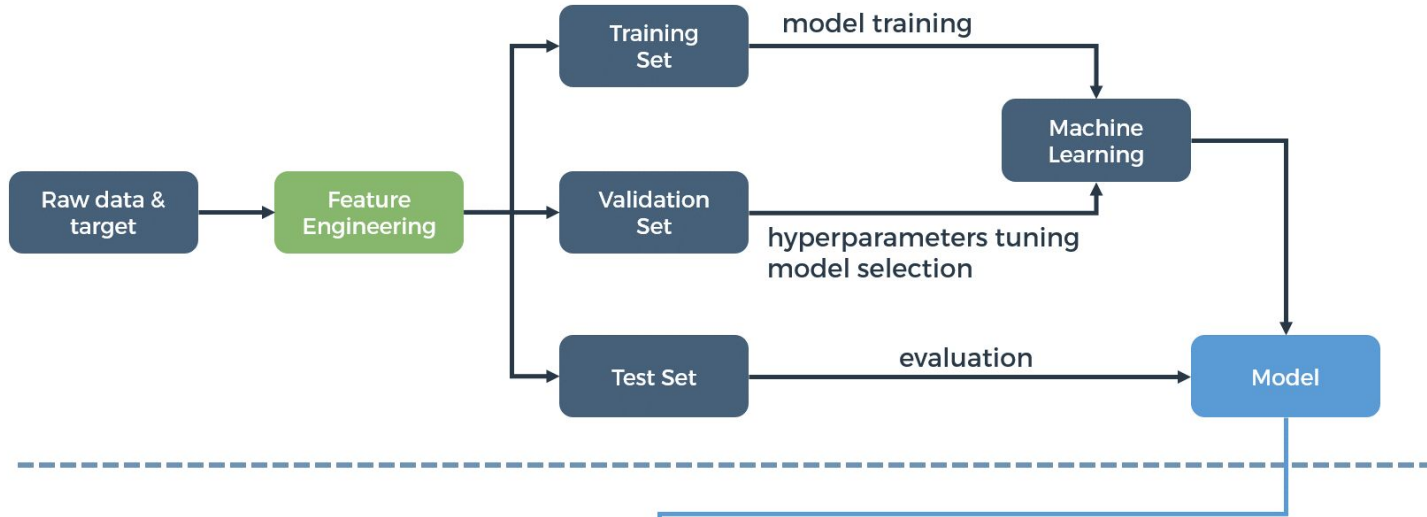 Training
Set
model training
Machine
Learning
Raw data &
target
Feature
Engineering
Validation
Set
hyperparameters tuning
model selection
Test Set
evaluation
Model